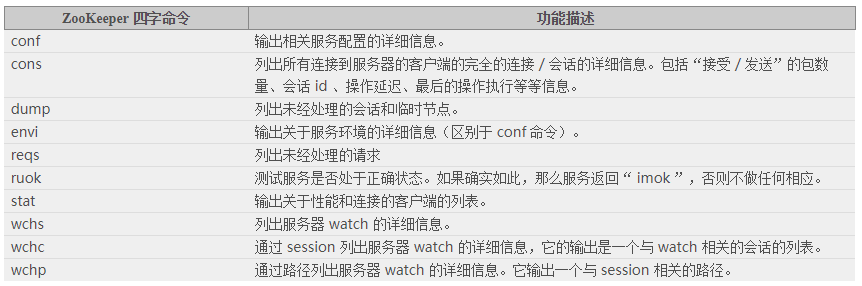 ZooKeeper 四字命令 功能描述
conf 输出相关服务配置的详细信息。
cons 列出所有连接到服务器的客户端的完全的连接 / 会话的详细信息。包括“接受 / 发送”的包数
量、会话 id 、操作延迟、最后的操作执行等等信息。
dump 列出未经处理的会话和临时节点。
envi 输出关于服务环境的详细信息（区别于 conf 命令）。
reqs 列出未经处理的请求
ruok 测试服务是否处于正确状态。如果确实如此，那么服务返回“ imok ”，否则不做任何相应。
stat 输出关于性能和连接的客户端的列表。
wchs 列出服务器 watch 的详细信息。
wchc 通过 session 列出服务器 watch 的详细信息，它的输出是一个与 watch 相关的会话的列表。
wchp 通过路径列出服务器 watch 的详细信息。它输出一个与 session 相关的路径。